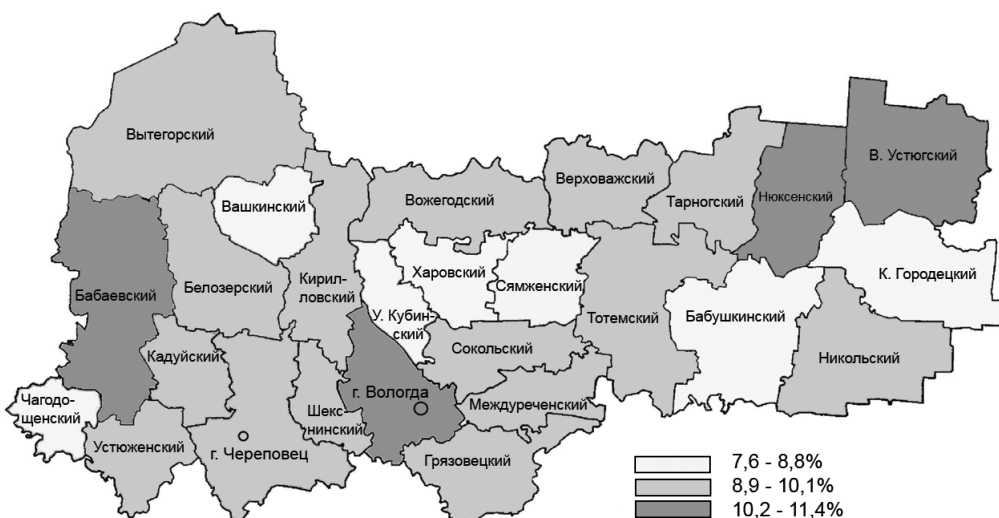 Вытегорский
В. Устюгский
Верховажский
Нюксенский
Тарногский
Вашкинский
Вожегодский
Харовский
К. Городецкий
Бабаевский
Белозерский
Кирил-
ловский
Сямженский
У. Кубин-
ский
Тотемский
Бабушкинский
Сокольский
Кадуйский
Никольский
г. Вологда
Чагодо-
щенский
Междуреченский
Шекс-
нинский
Устюженский
г. Череповец
Грязовецкий
7,6 - 8,8%
8,9 - 10,1%
10,2 - 11,4%